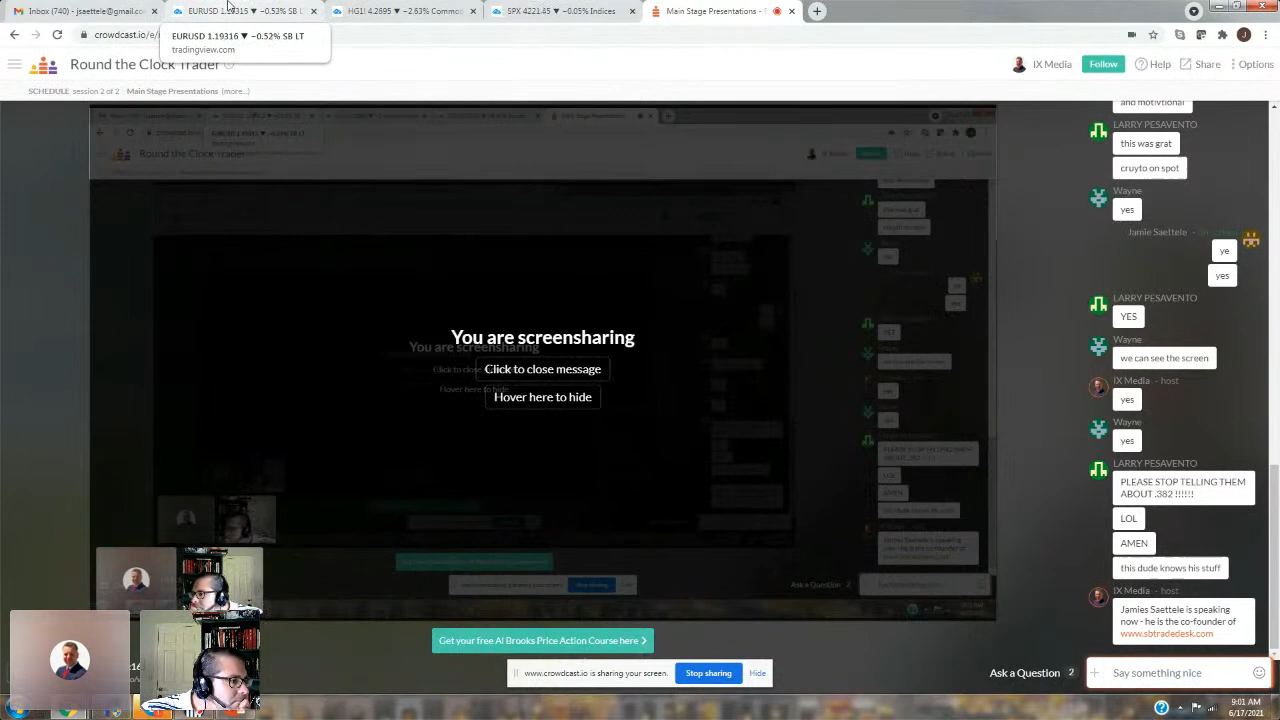 Inbox (740) - jsaettele@gmail.co
EURUSD 1.19315 ▼ −0.52% SB L
HG1! 4.2695 ▼ −2.63% Commo
SPX 4221.45 ▼ −0.05% Indices
Main Stage Presentations
crowdcast.io/e/
EURUSD 1.19316 ▼ −0.52% SB LT
tradingview.com
J
Round the Clock Trader
IX Media
Follow
Help
Share
Options
SCHEDULE session 2 of 2
Main Stage Presentations (more...)
Round the Clock Trader
You are screensharing
Click to close message
Hover here to hide
and motivtional
LARRY PESAVENTO
this was grat
cruyto on spot
Wayne
yes
Jamie Saettele
ye
yes
LARRY PESAVENTO
YES
Wayne
we can see the screen
IX Media - host
yes
Wayne
yes
LARRY PESAVENTO
PLEASE STOP TELLING THEM
ABOUT .382 !!!!!!
LOL
AMEN
this dude knows his stuff
IX Media - host
Jamies Saettele is speaking
now - he is the co-founder of
www.sbtradedesk.com
Get your free Al Brooks Price Action Course here
www.crowdcast.io is sharing your screen.
Stop sharing
Hide
Ask a Question 2
Say something nice
9:01 AM
6/17/2021